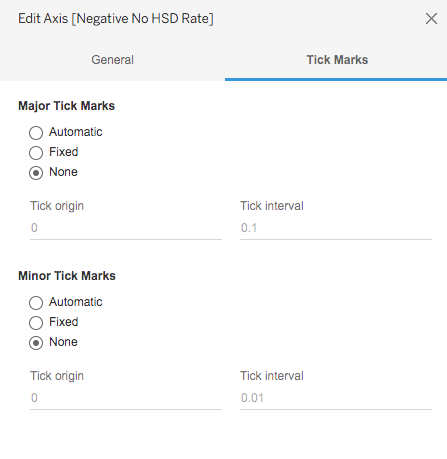 Edit Axis [Negative No HSD Rate]
General Tick Marks
Major Tick Marks
Automatic
Fixed
None
Tick origin Tick interval
0 0.1
Minor Tick Marks
Automatic
Fixed
None
Tick origin Tick interval
0 0.01